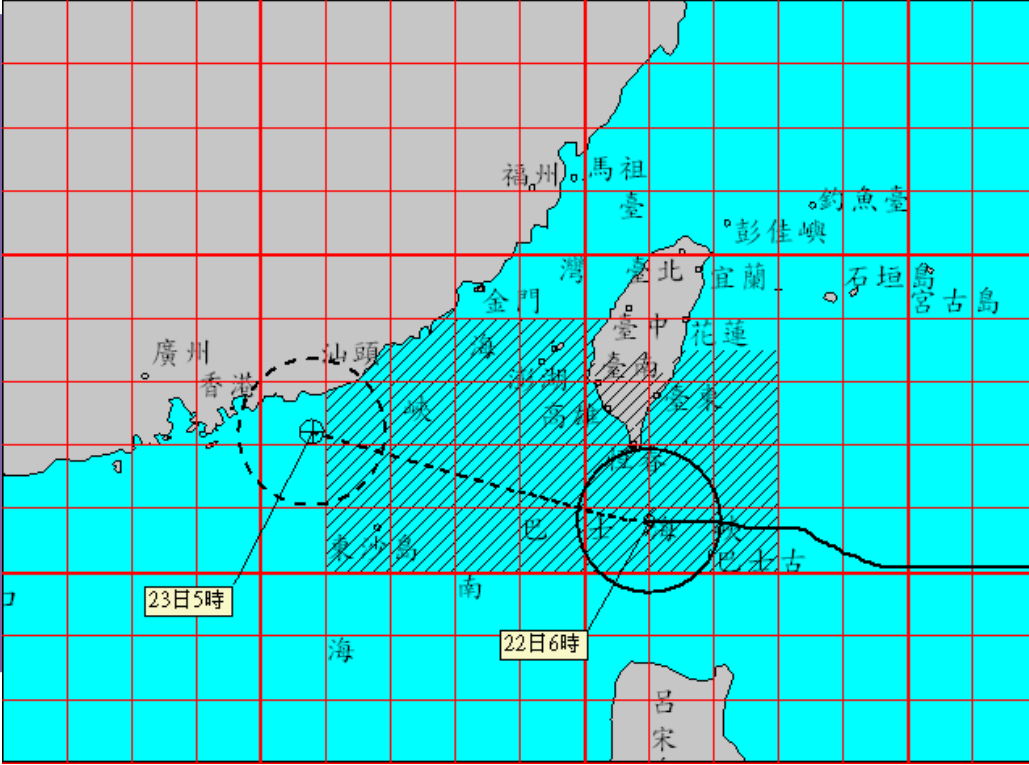 福州
馬祖
臺
釣魚臺
彭佳嶼
灣
臺北
宜蘭
石垣島
宮古島
金門
海
臺中
花蓮
廣州
汕頭
香港
澎湖
臺南
峽
高雄
臺東
恆春
巴士海峽
東沙島
巴士古
23日5時
南
22日6時
海
呂
宋